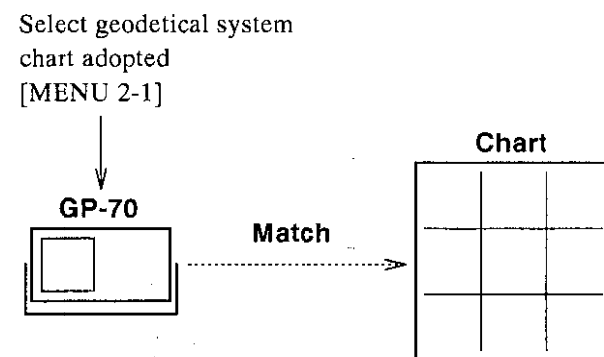 Select geodetical system
chart adopted
[MENU 2-1]
Chart
GP-70
Match